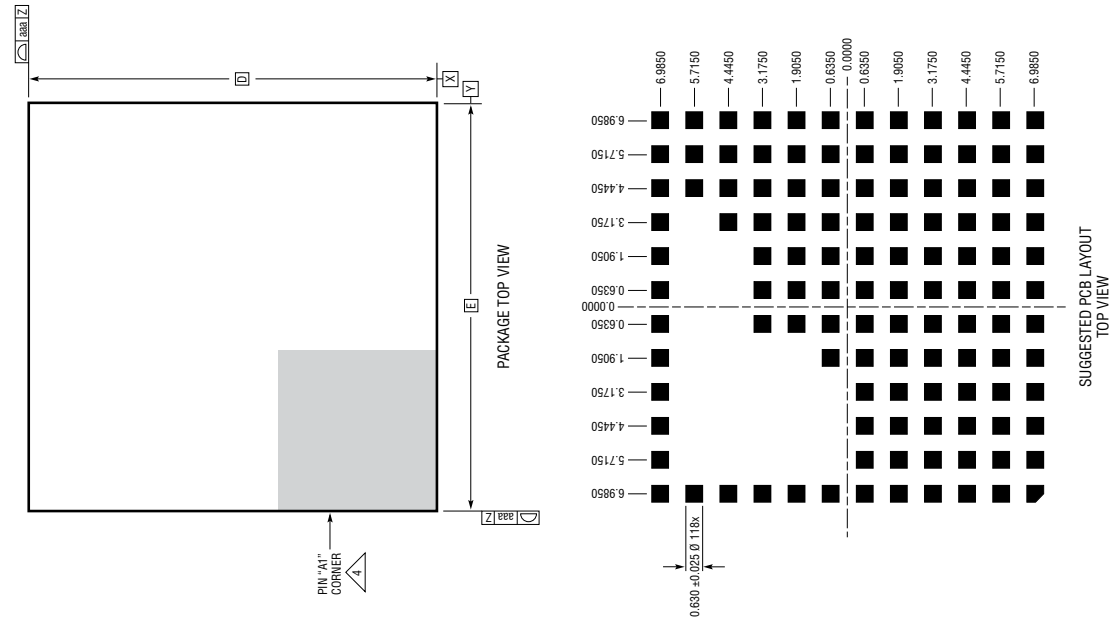 aaa Z
D
X
Y
E
PACKAGE TOP VIEW
aaa Z
PIN “A1”
CORNER
4
6.9850
5.7150
4.4450
3.1750
1.9050
0.6350
0.0000
0.6350
1.9050
3.1750
4.4450
5.7150
6.9850
6.9850
5.7150
4.4450
3.1750
1.9050
0.6350
0.0000
0.6350
1.9050
3.1750
4.4450
5.7150
6.9850
0.630 ±0.025 Ø 118x
SUGGESTED PCB LAYOUT
TOP VIEW